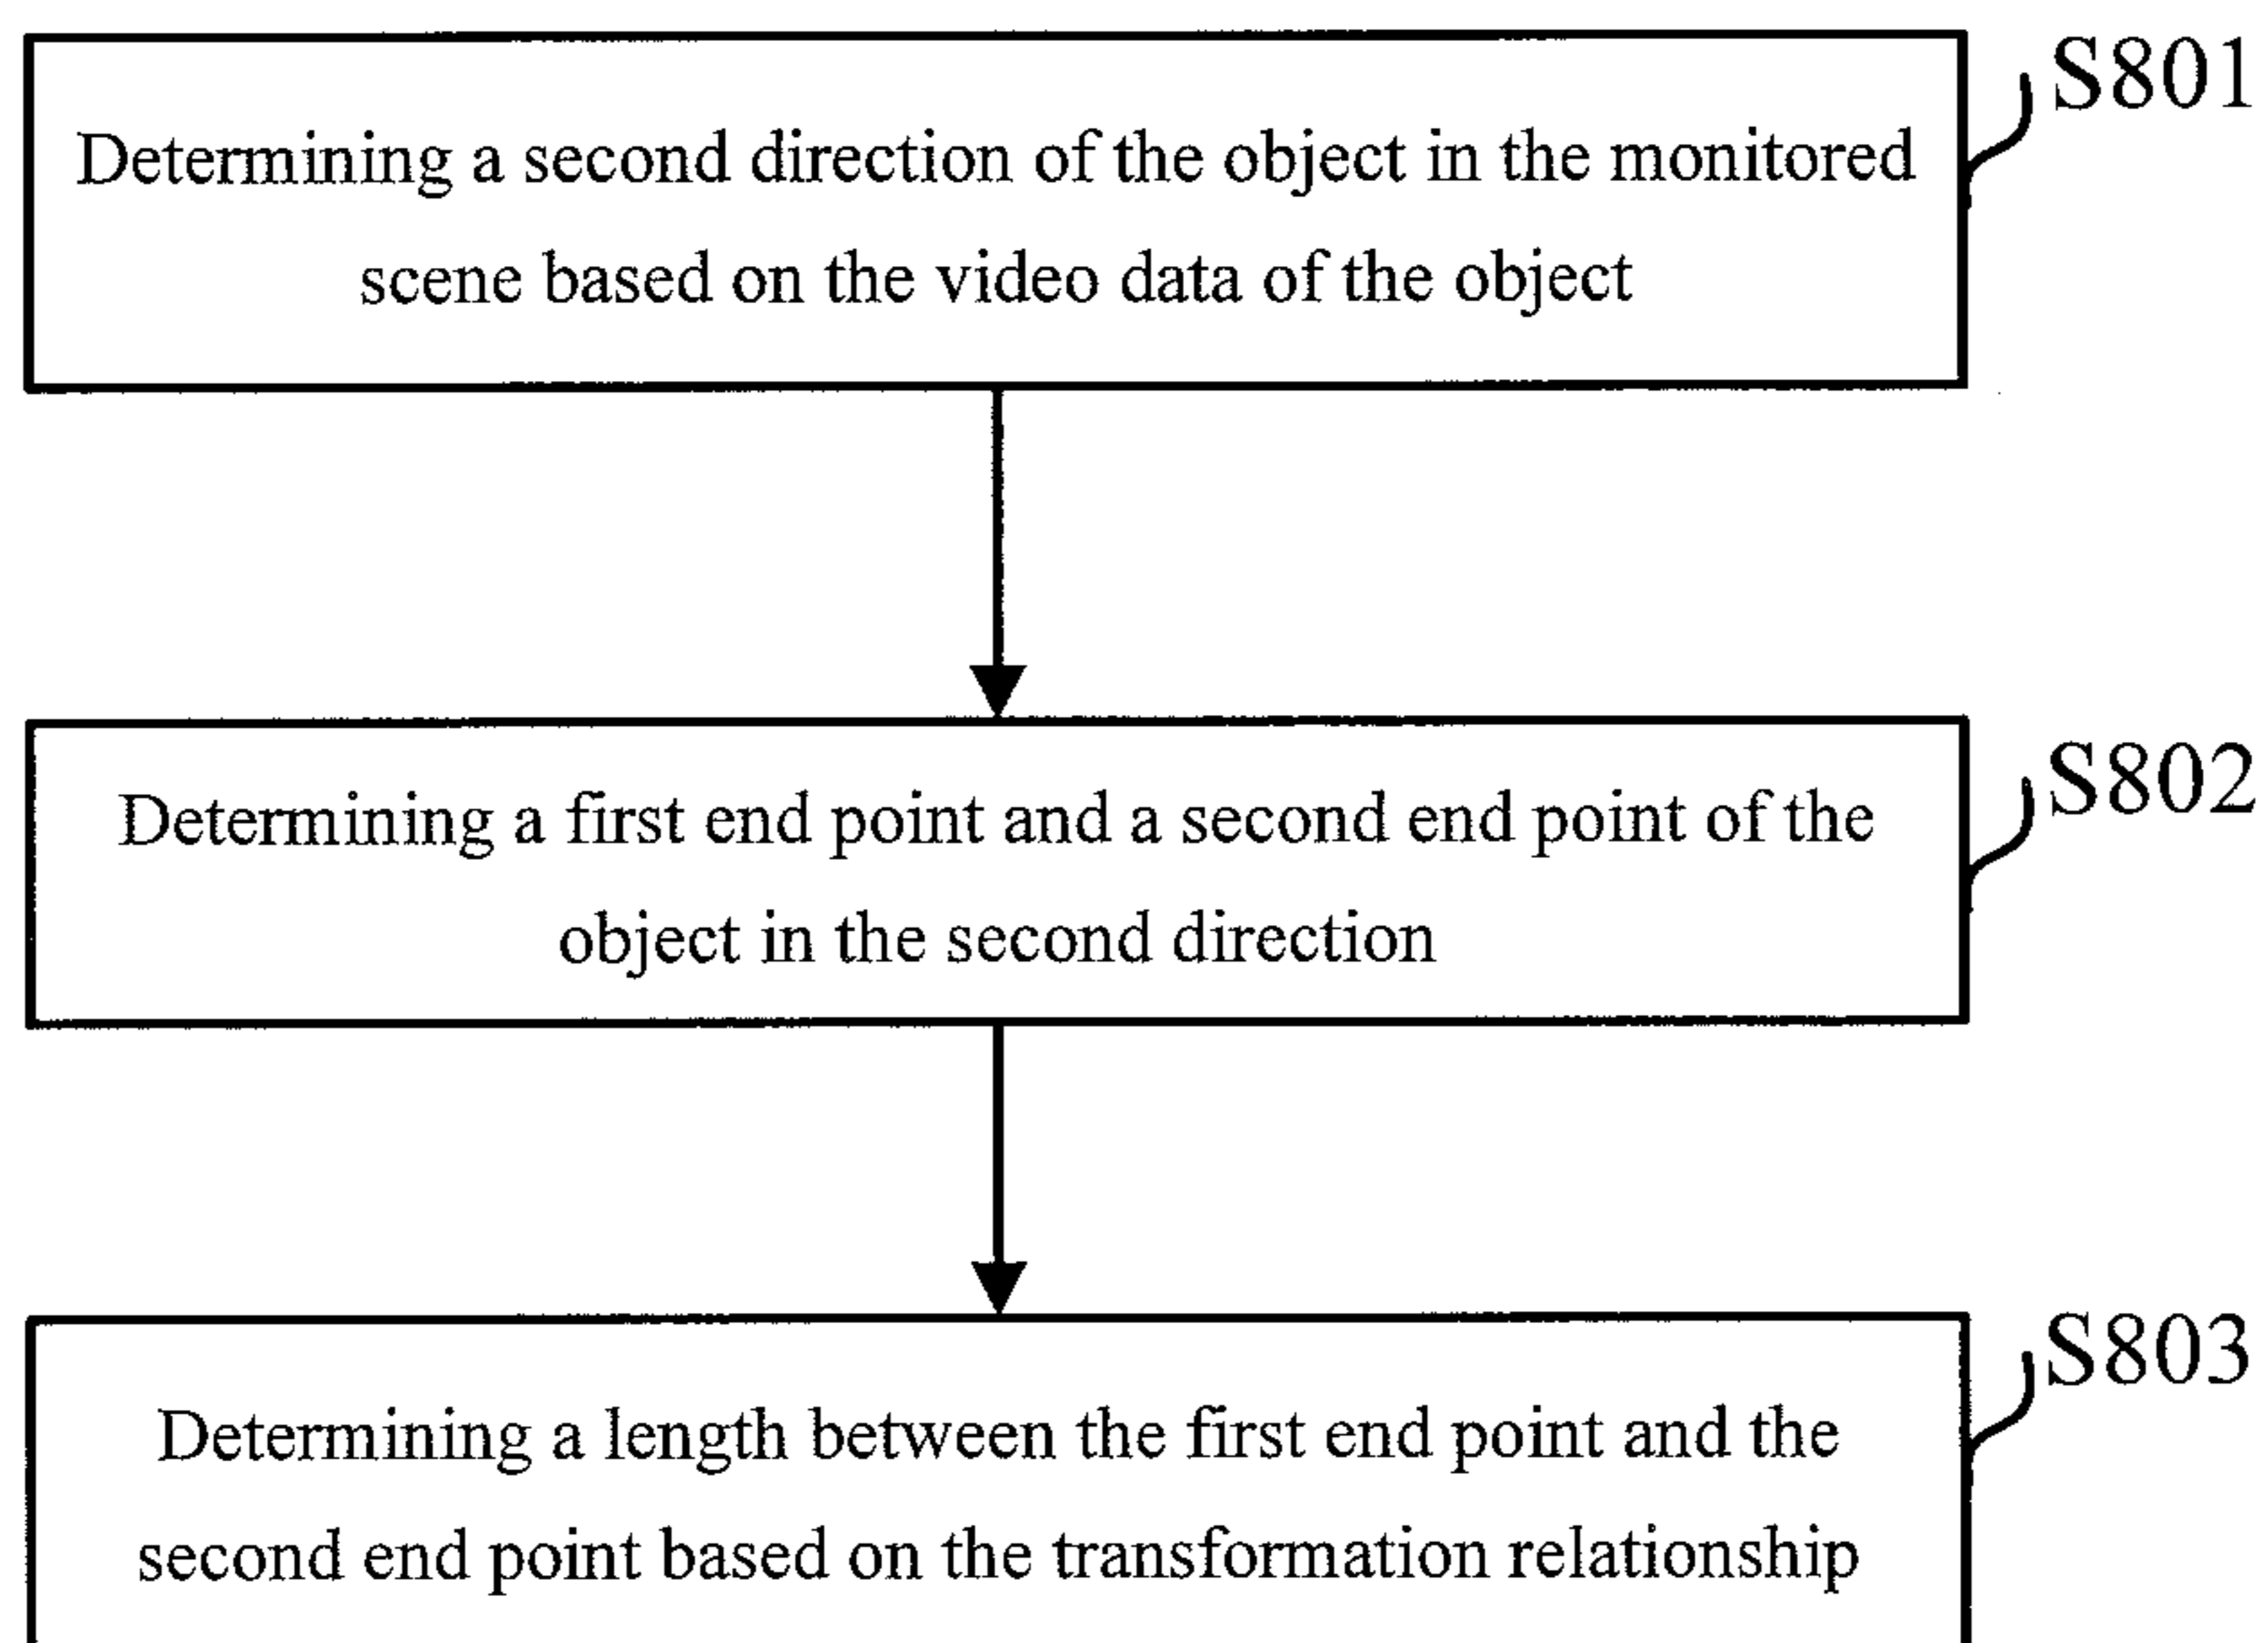 S801
Determining a second direction of the object in the monitored
scene based on the video data of the object
S802
Determining a first end point and a second end point of the
object in the second direction
S803
Determining a length between the first end point and the
second end point based on the transformation relationship